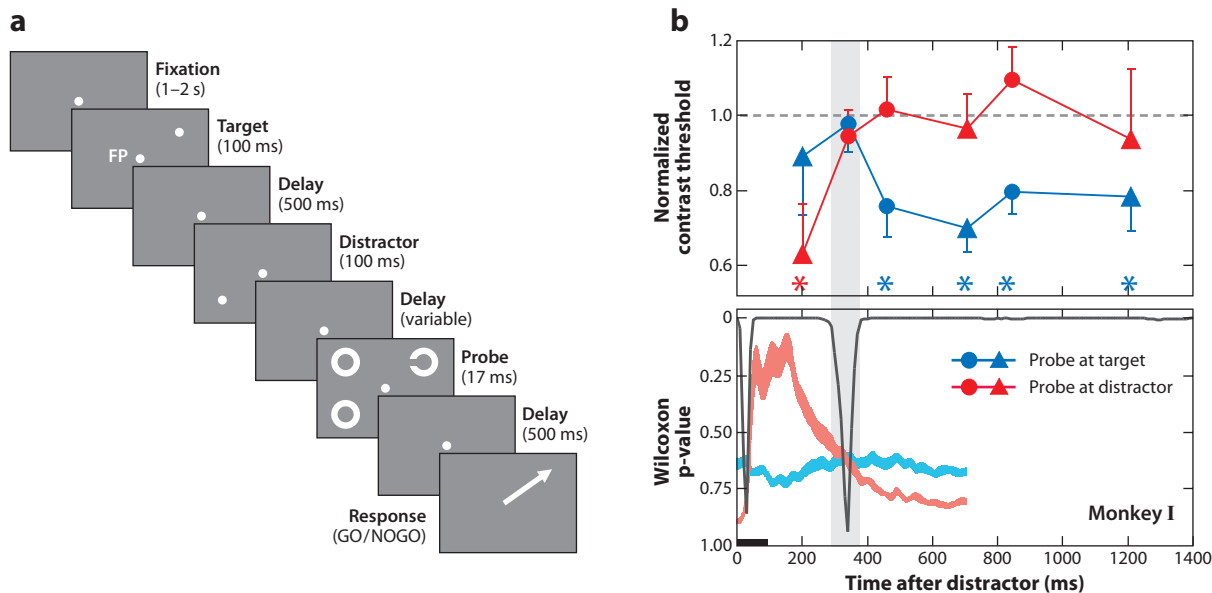 a
Fixation
(1–2 s)
Target
(100 ms)
FP
Delay
(500 ms)
Distractor
(100 ms)
Delay
(variable)
Probe
(17 ms)
Delay
(500 ms)
Response
(GO/NOGO)
b
Normalized
contrast threshold
1.2
1.0
0.8
0.6
* * * * *
Wilcoxon
p-value
0
0.25
0.50
0.75
1.00
Probe at target
Probe at distractor
Monkey I
0 200 400 600 800 1000 1200 1400
Time after distractor (ms)